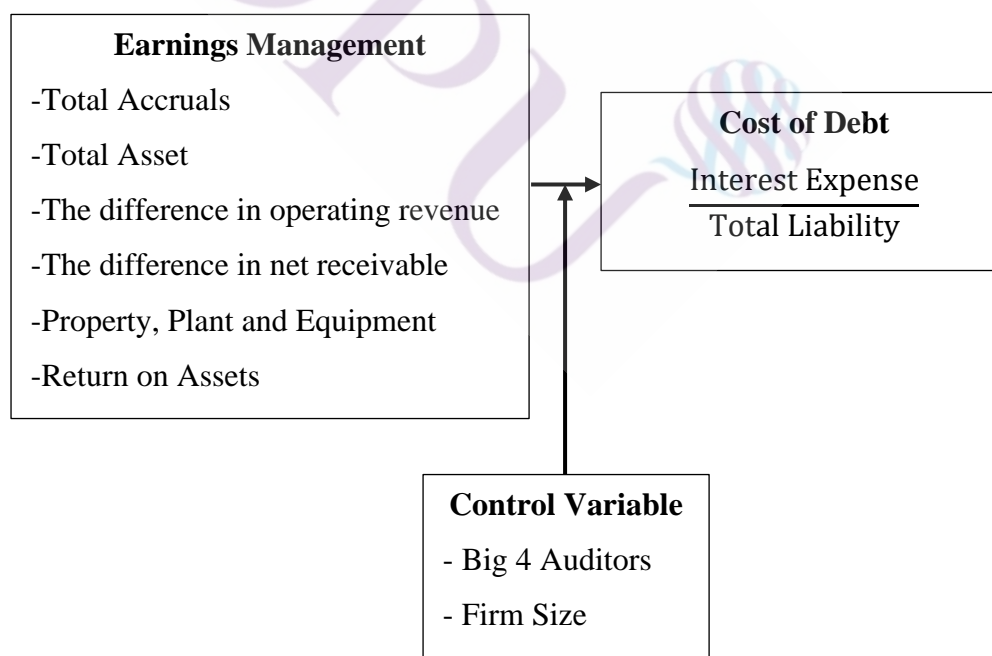 Earnings Management
-Total Accruals
-Total Asset
-The difference in operating revenue
-The difference in net receivable
-Property, Plant and Equipment
-Return on Assets
Cost of Debt
Interest Expense
Total Liability
Control Variable
- Big 4 Auditors
- Firm Size